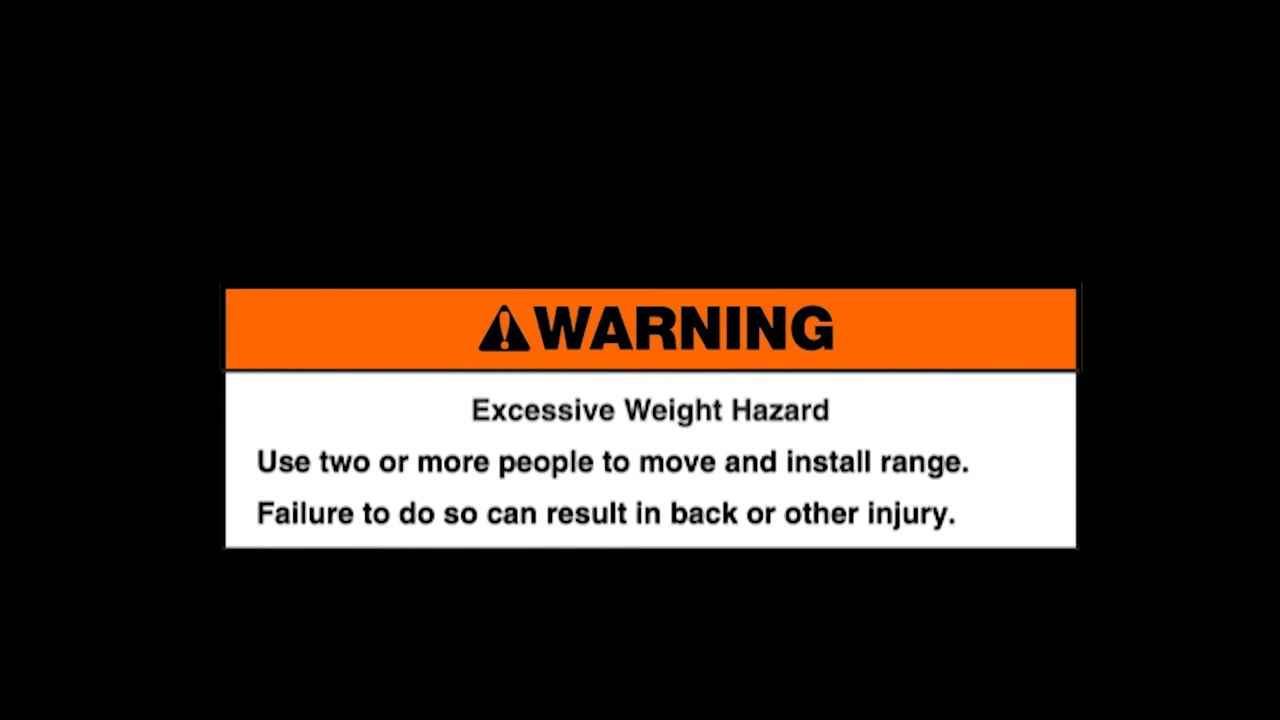 WARNING
Excessive Weight Hazard
Use two or more people to move and install range.
Failure to do so can result in back or other injury.